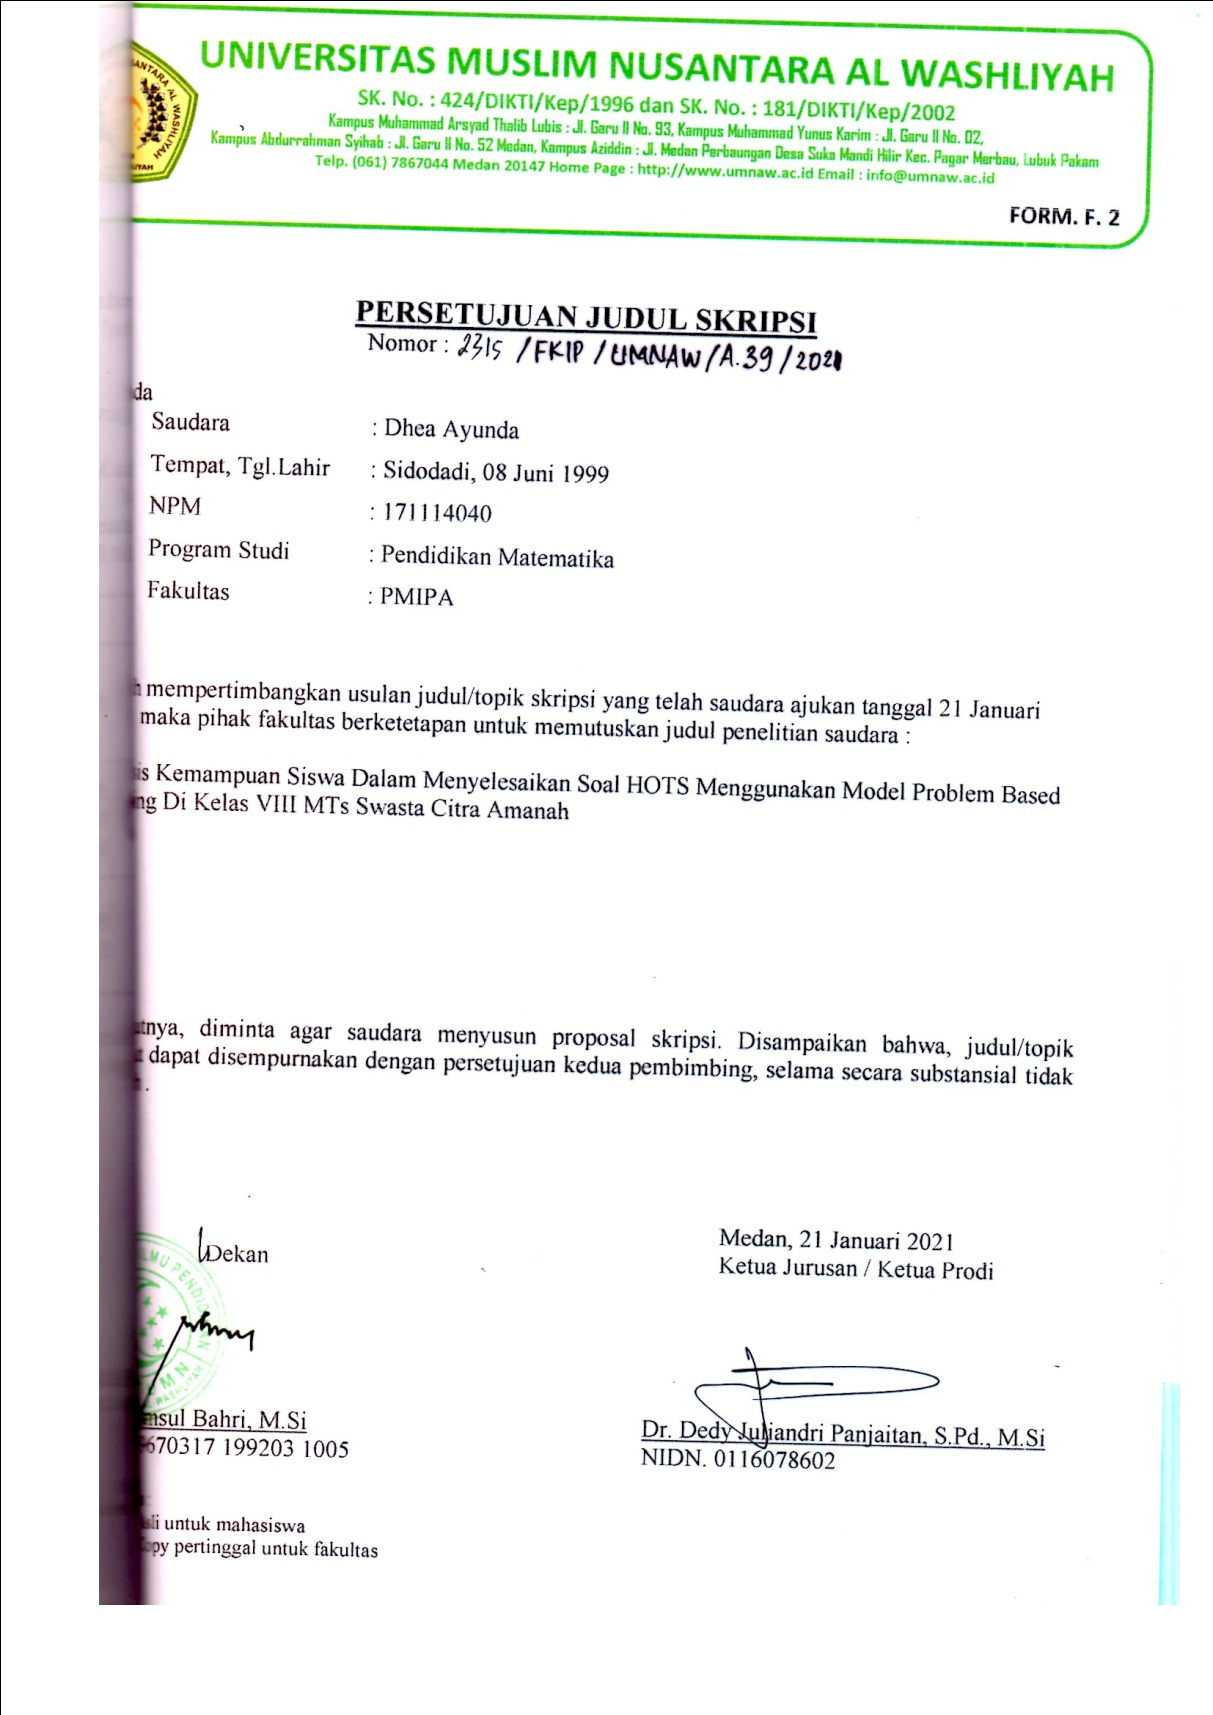 UNIVERSITAS MUSLIM NUSANTARA AL WASHLIYAH
SK. No. : 424/DIKTI/Kep/1996 dan SK. No. : 181/DIKTI/Kep/2002
Kampus Muhammad Arsyad Thalib Lubis : Jl. Garu II No. 93, Kampus Muhammad Yunus Karim : Jl. Garu II No. 02,
Kampus Abdurrahman Syihab : Jl. Garu II No. 52 Medan, Kampus Aziddin : Jl. Medan Perbaungan Desa Suka Mandi Hilir Kec. Pagar Merbau, Lubuk Pakam
Telp. (061) 7867044 Medan 20147 Home Page : http://www.umnaw.ac.id Email : info@umnaw.ac.id
FORM. F. 2
PERSETUJUAN JUDUL SKRIPSI
Nomor : 2315 /FKIP / UMNAW / A.39 / 2021
da
Saudara : Dhea Ayunda
Tempat, Tgl.Lahir : Sidodadi, 08 Juni 1999
NPM : 171114040
Program Studi : Pendidikan Matematika
Fakultas : PMIPA
mempertimbangkan usulan judul/topik skripsi yang telah saudara ajukan tanggal 21 Januari
maka pihak fakultas berketetapan untuk memutuskan judul penelitian saudara :
is Kemampuan Siswa Dalam Menyelesaikan Soal HOTS Menggunakan Model Problem Based
ng Di Kelas VIII MTs Swasta Citra Amanah
tnya, diminta agar saudara menyusun proposal skripsi. Disampaikan bahwa, judul/topik
dapat disempurnakan dengan persetujuan kedua pembimbing, selama secara substansial tidak
.
Dekan
Medan, 21 Januari 2021
Ketua Jurusan / Ketua Prodi
ILMU PENDIDIKAN
UMN
WASHLIYAH
nsul Bahri, M.Si
670317 199203 1005
Dr. Dedy Juliandri Panjaitan, S.Pd., M.Si
NIDN. 0116078602
sli untuk mahasiswa
opy pertinggal untuk fakultas